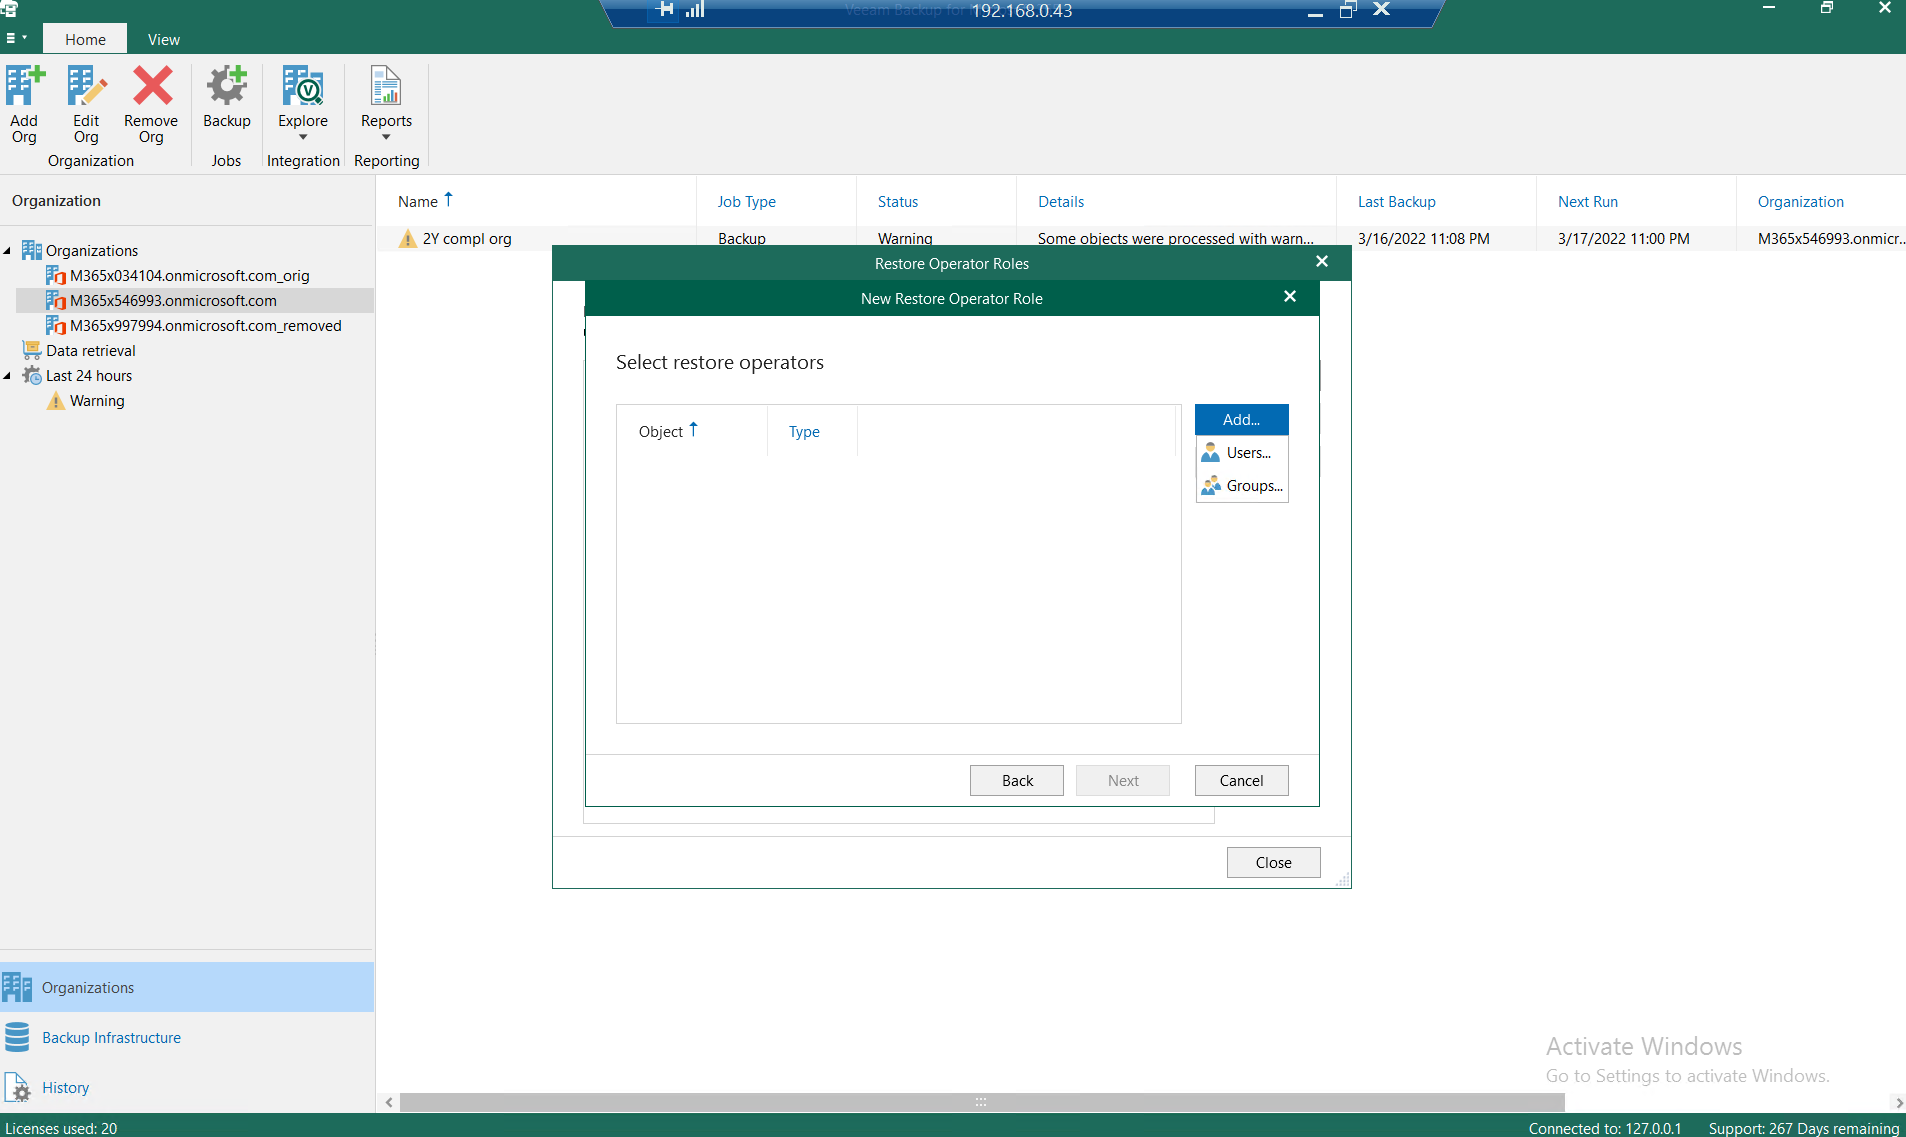 Veeam Backup for
192.168.0.43
Home
View
Add Org
Edit Org
Remove Org
Backup
Explore
Reports
Organization
Jobs
Integration
Reporting
Organization
Name
Job Type
Status
Details
Last Backup
Next Run
Organization
2Y compl org
Backup
Warning
Some objects were processed with warn...
3/16/2022 11:08 PM
3/17/2022 11:00 PM
M365x546993.onmicr..
Organizations
M365x034104.onmicrosoft.com_orig
M365x546993.onmicrosoft.com
M365x997994.onmicrosoft.com_removed
Data retrieval
Last 24 hours
Warning
Restore Operator Roles
New Restore Operator Role
Select restore operators
Object
Type
Add...
Users...
Groups...
Back
Next
Cancel
Close
Organizations
Backup Infrastructure
History
Activate Windows
Go to Settings to activate Windows.
Licenses used: 20
Connected to: 127.0.0.1
Support: 267 Days remaining